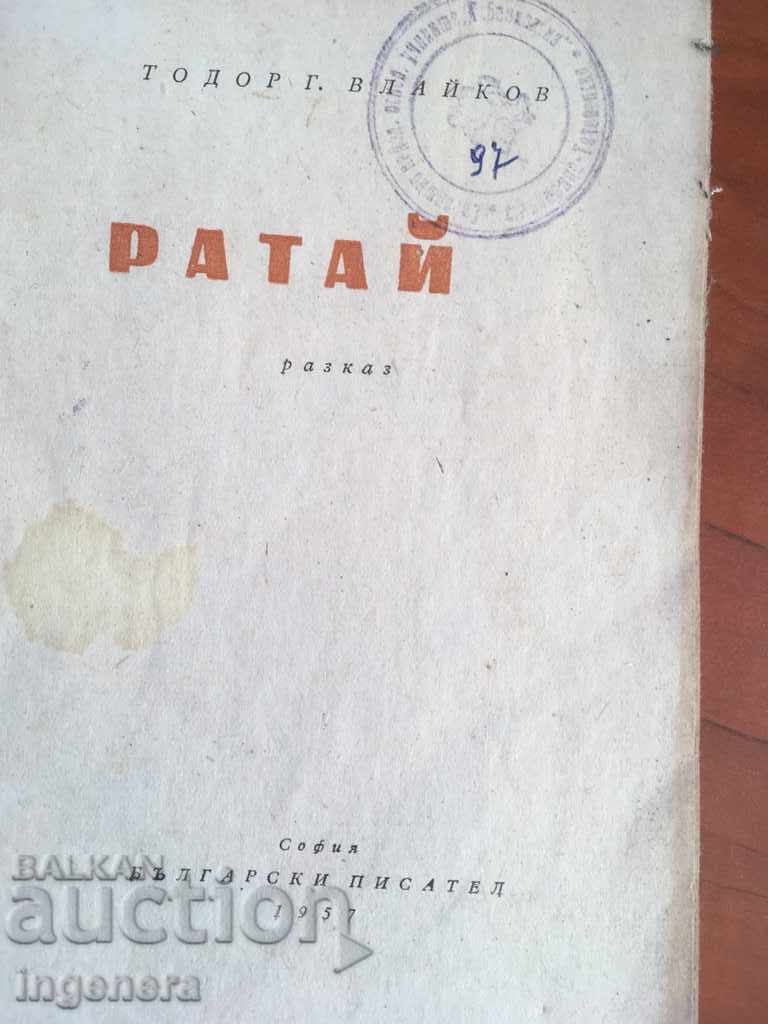 ТОДОР Г. ВЛАЙКОВ
97
РАТАЙ
разказ
София
БЪЛГАРСКИ ПИСАТЕЛ
1957
BALKAN
auction
ingenera